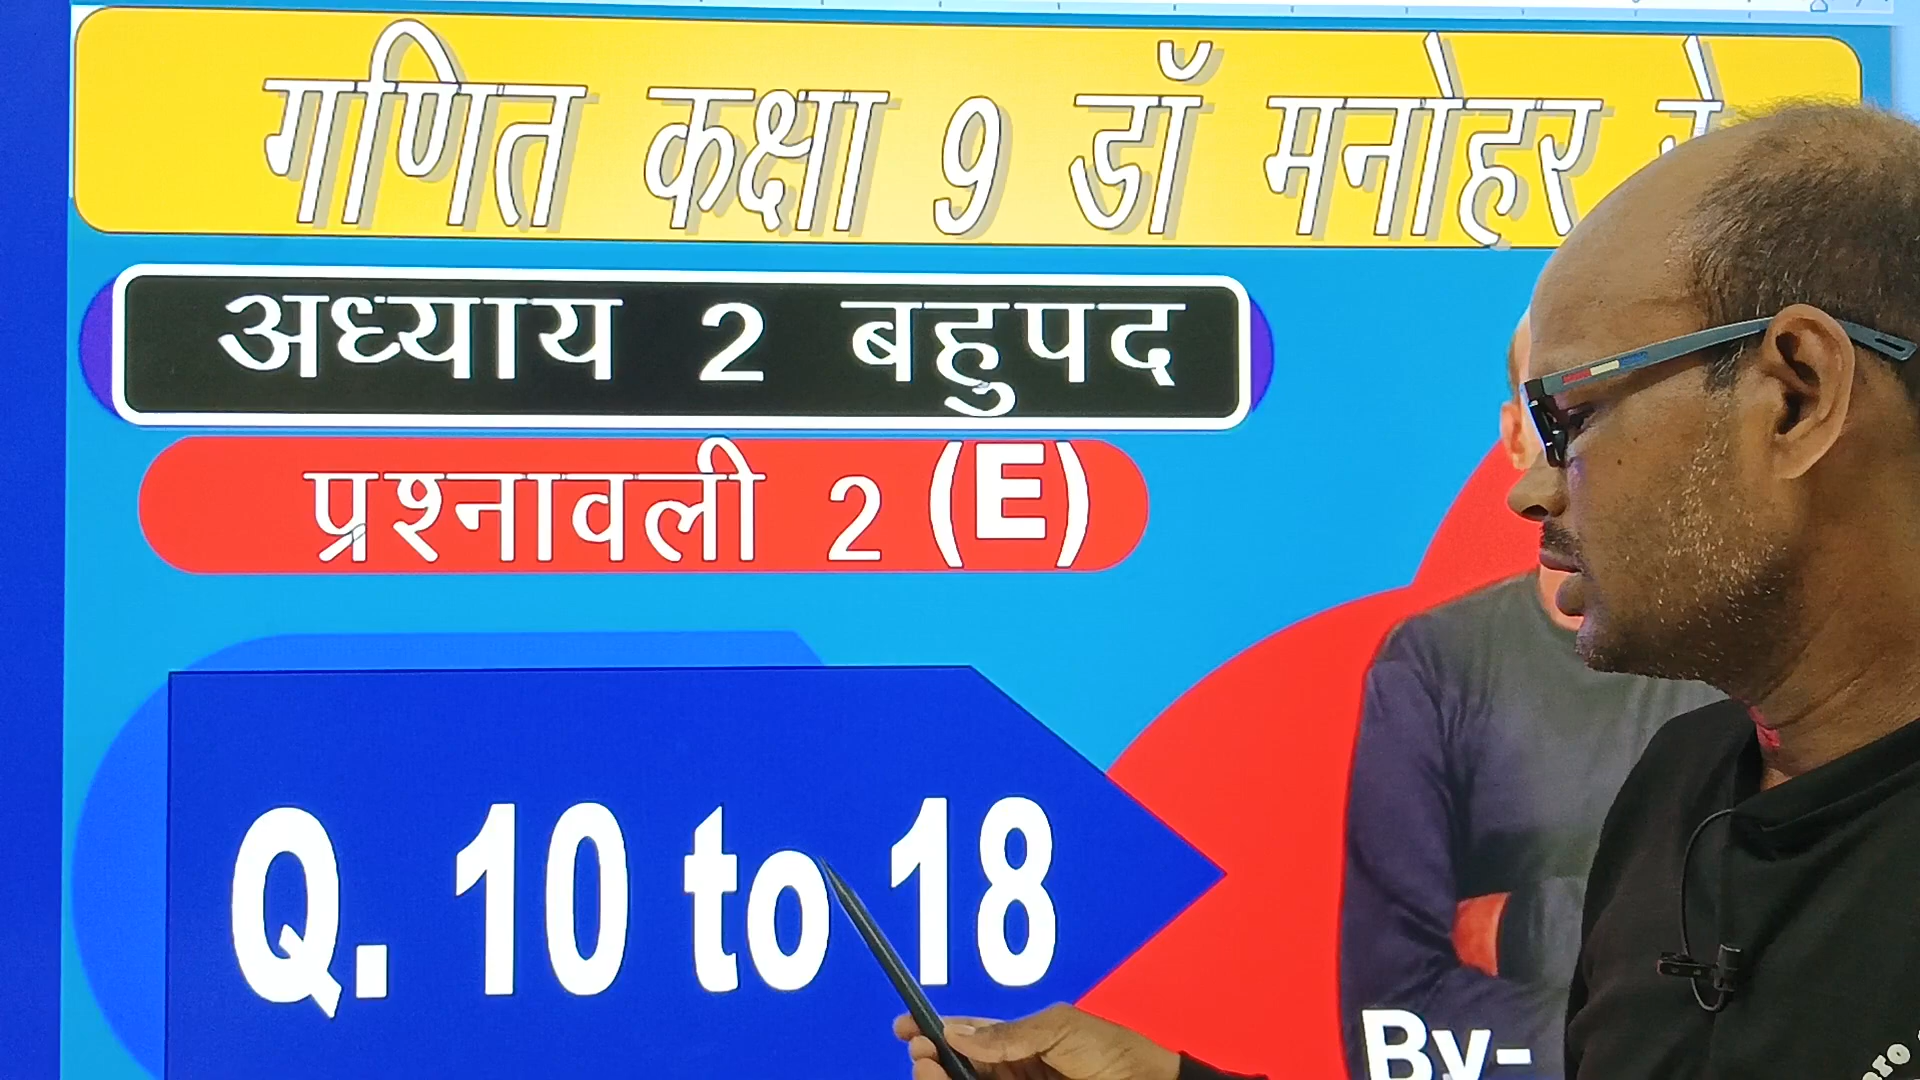 गणित कक्षा 9 डॉ मनोहर
अध्याय 2 बहुपद
प्रश्नावली 2 (E)
Q. 10 to 18
By-